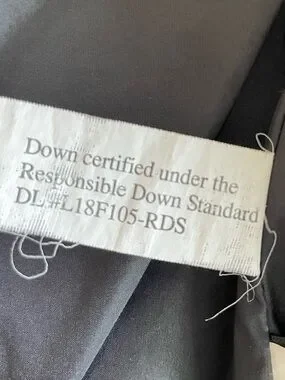 Down certified under the
Responsible Down Standard
DL #L18F105-RDS